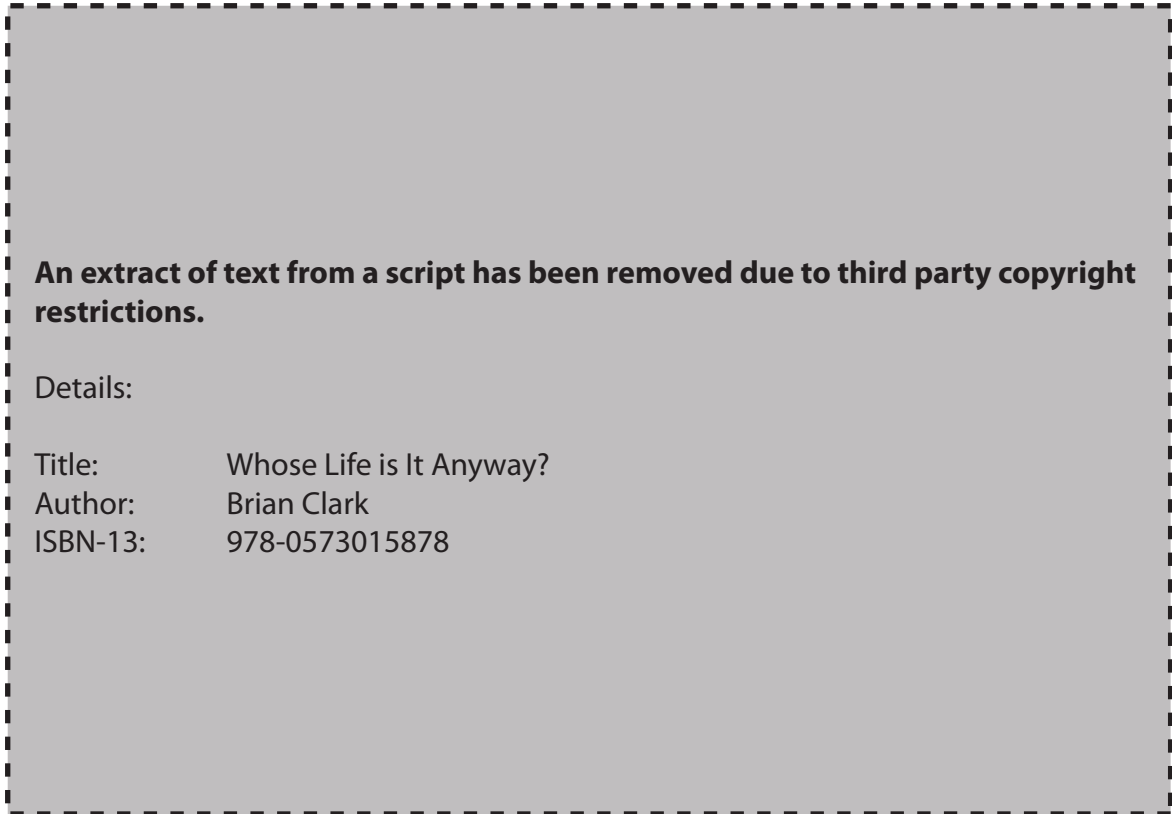 An extract of text from a script has been removed due to third party copyright
restrictions.
Details:
Title: Whose Life is It Anyway?
Author: Brian Clark
ISBN-13: 978-0573015878